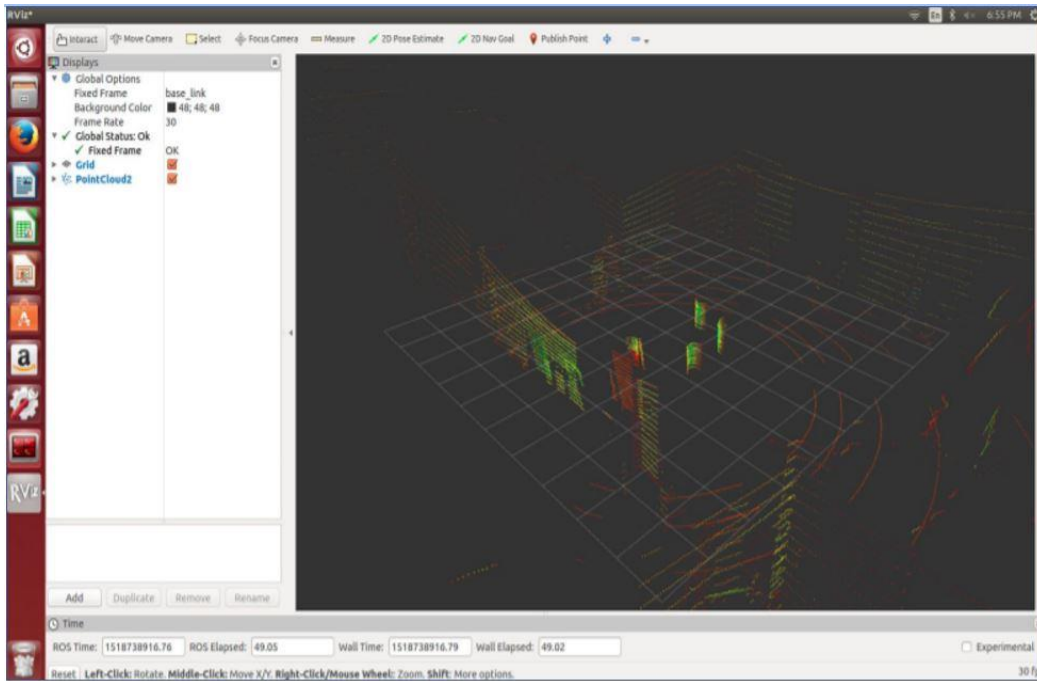 RViz*
En
6:55 PM
Interact Move Camera Select Focus Camera Measure 2D Pose Estimate 2D Nav Goal Publish Point
Displays
Global Options
Fixed Frame base_link
Background Color 48; 48; 48
Frame Rate 30
Global Status: Ok
Fixed Frame OK
Grid
PointCloud2
A
a
RViz
Add Duplicate Remove Rename
Time
ROS Time: 1518738916.76 ROS Elapsed: 49.05 Wall Time: 1518738916.79 Wall Elapsed: 49.02 Experimental
Reset Left-Click: Rotate. Middle-Click: Move X/Y. Right-Click/Mouse Wheel: Zoom. Shift: More options. 30 fp